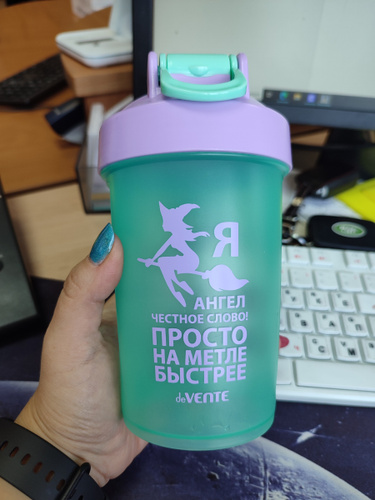 Я
АНГЕЛ
ЧЕСТНОЕ СЛОВО!
ПРОСТО
НА МЕТЛЕ
БЫСТРЕЕ
deVENTE